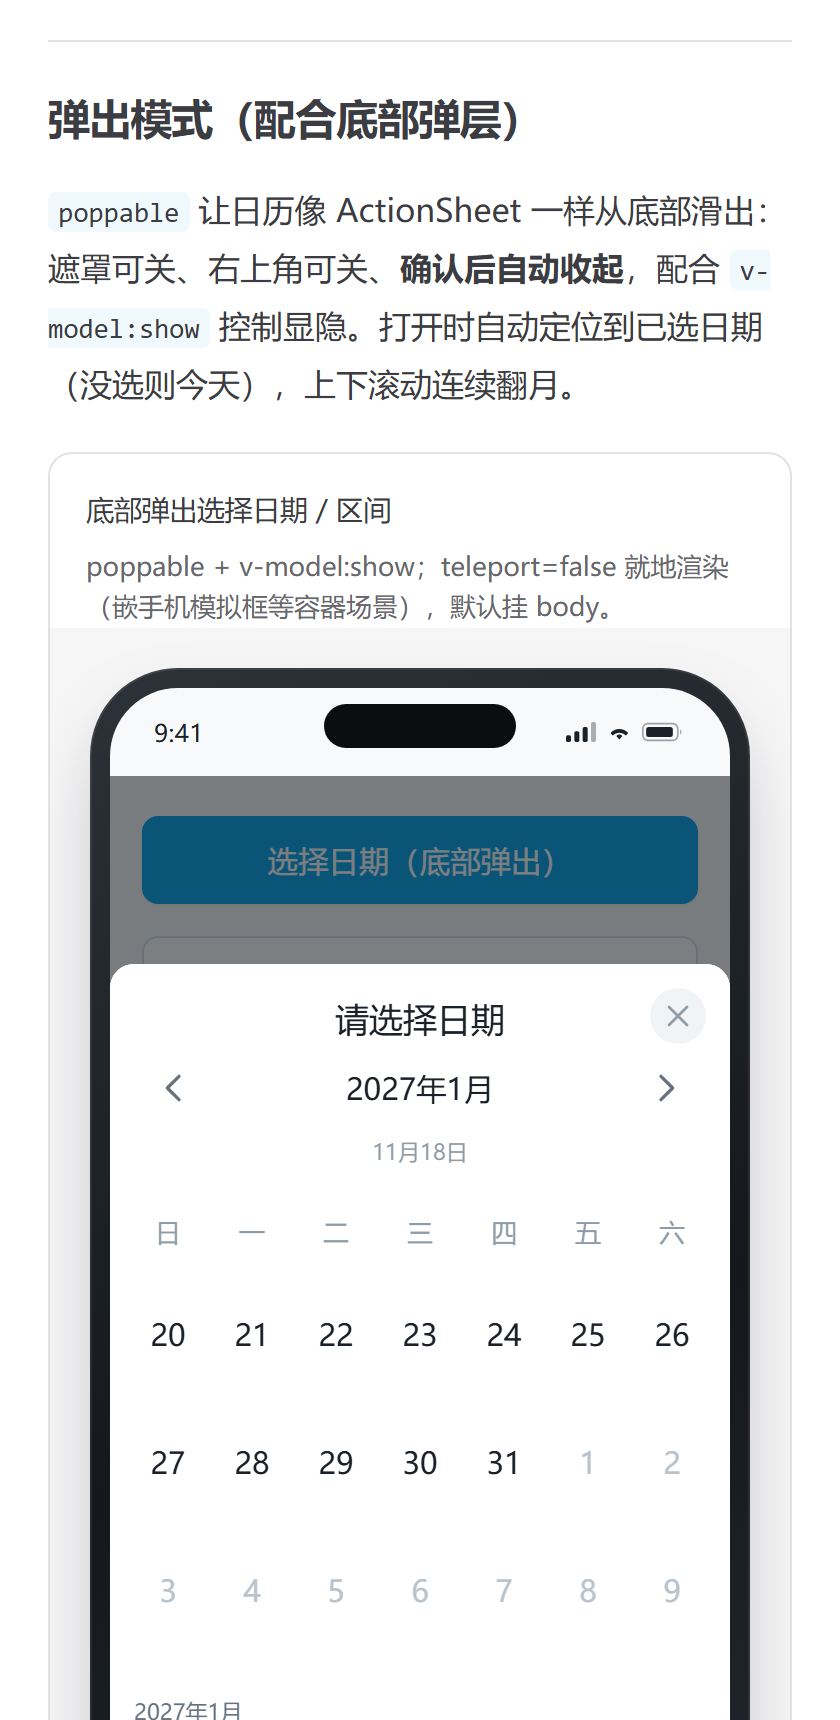 弹出模式（配合底部弹层）
poppable 让日历像 ActionSheet 一样从底部滑出：
遮罩可关、右上角可关、确认后自动收起，配合 v-
model:show 控制显隐。打开时自动定位到已选日期
（没选则今天），上下滚动连续翻月。
底部弹出选择日期 / 区间
poppable + v-model:show；teleport=false 就地渲染
（嵌手机模拟框等容器场景），默认挂 body。
9:41
选择日期（底部弹出）
请选择日期
2027年1月
11月18日
日 一 二 三 四 五 六
20 21 22 23 24 25 26
27 28 29 30 31 1 2
3 4 5 6 7 8 9
2027年1月